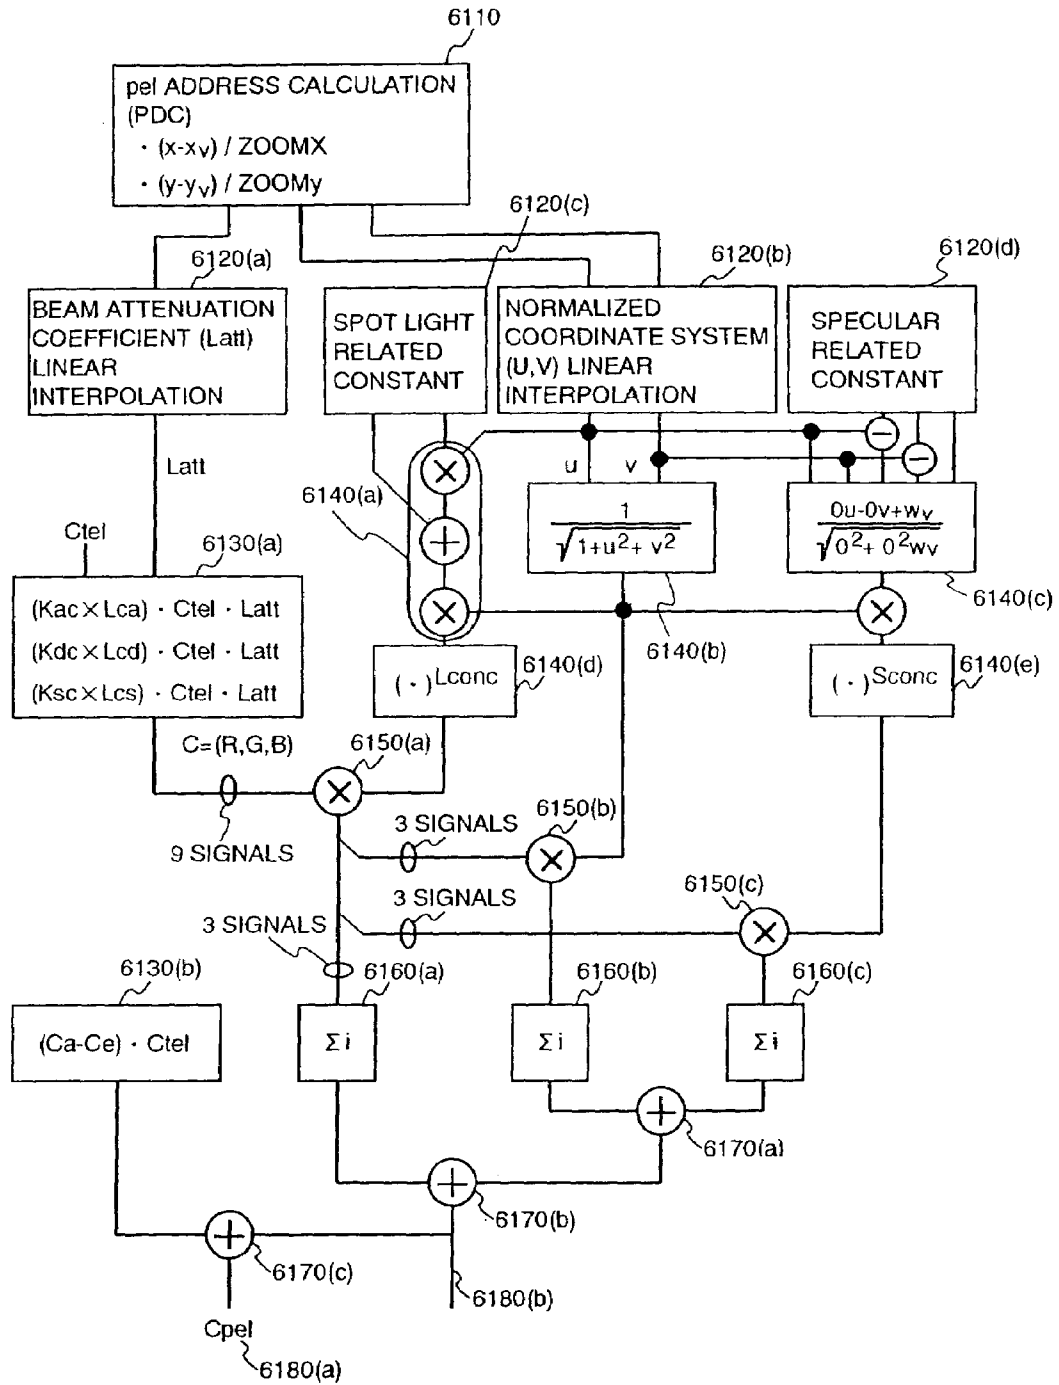 6110
pel ADDRESS CALCULATION
(PDC)
· (x-xv) / ZOOMX
· (y-yv) / ZOOMy
6120(a)
6120(c)
6120(b)
6120(d)
BEAM ATTENUATION
COEFFICIENT (Latt)
LINEAR
INTERPOLATION
SPOT LIGHT
RELATED
CONSTANT
NORMALIZED
COORDINATE SYSTEM
(U,V) LINEAR
INTERPOLATION
SPECULAR
RELATED
CONSTANT
−
−
Latt
×
u
v
6140(a)
+
1
√1+u²+ v²
0u-0v+wv
√0²+ 0²wv
Ctel
6130(a)
×
×
6140(c)
(Kac×Lca) · Ctel · Latt
(Kdc×Lcd) · Ctel · Latt
(Ksc×Lcs) · Ctel · Latt
6140(b)
( · )Lconc
6140(d)
( · )Sconc
6140(e)
C=(R,G,B)
6150(a)
×
9 SIGNALS
3 SIGNALS
6150(b)
×
3 SIGNALS
6150(c)
×
3 SIGNALS
6130(b)
6160(a)
6160(b)
6160(c)
(Ca-Ce) · Ctel
Σi
Σi
Σi
+
6170(a)
+
6170(b)
+
6170(c)
6180(b)
Cpel
6180(a)